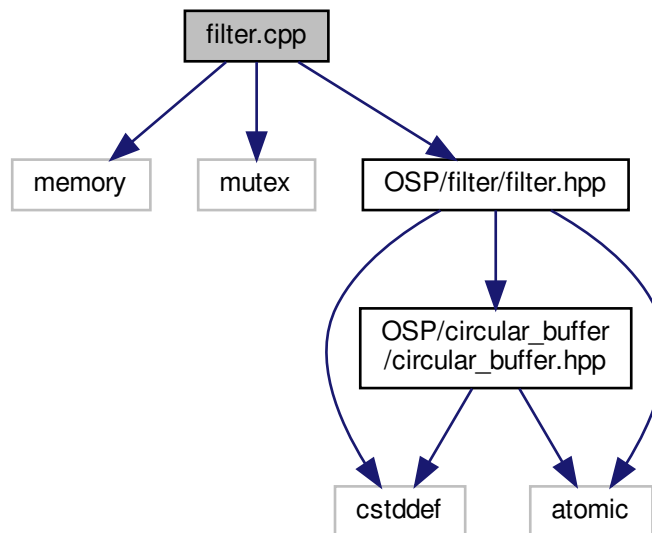 filter.cpp
memory
mutex
OSP/filter/filter.hpp
OSP/circular_buffer
/circular_buffer.hpp
cstddef
atomic